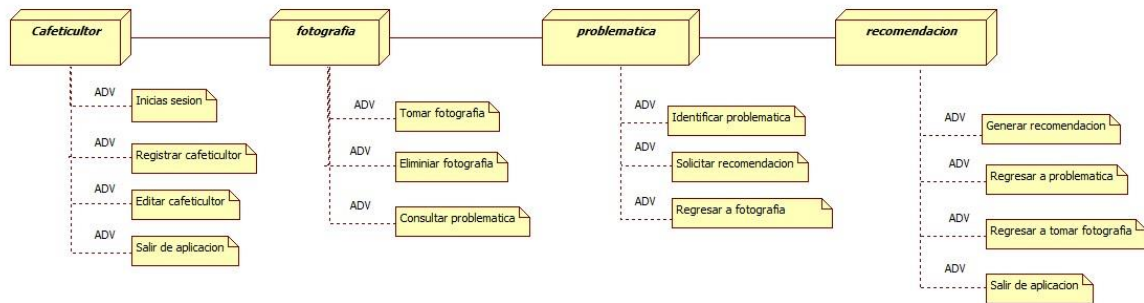 Cafeticultor
fotografia
problematica
recomendacion
ADV
Inicias sesion
ADV
Registrar cafeticultor
ADV
Editar cafeticultor
ADV
Salir de aplicacion
ADV
Tomar fotografia
ADV
Eliminiar fotografia
ADV
Consultar problematica
ADV
Identificar problematica
ADV
Solicitar recomendacion
ADV
Regresar a fotografia
ADV
Generar recomendacion
ADV
Regresar a problematica
ADV
Regresar a tomar fotografia
ADV
Salir de aplicacion